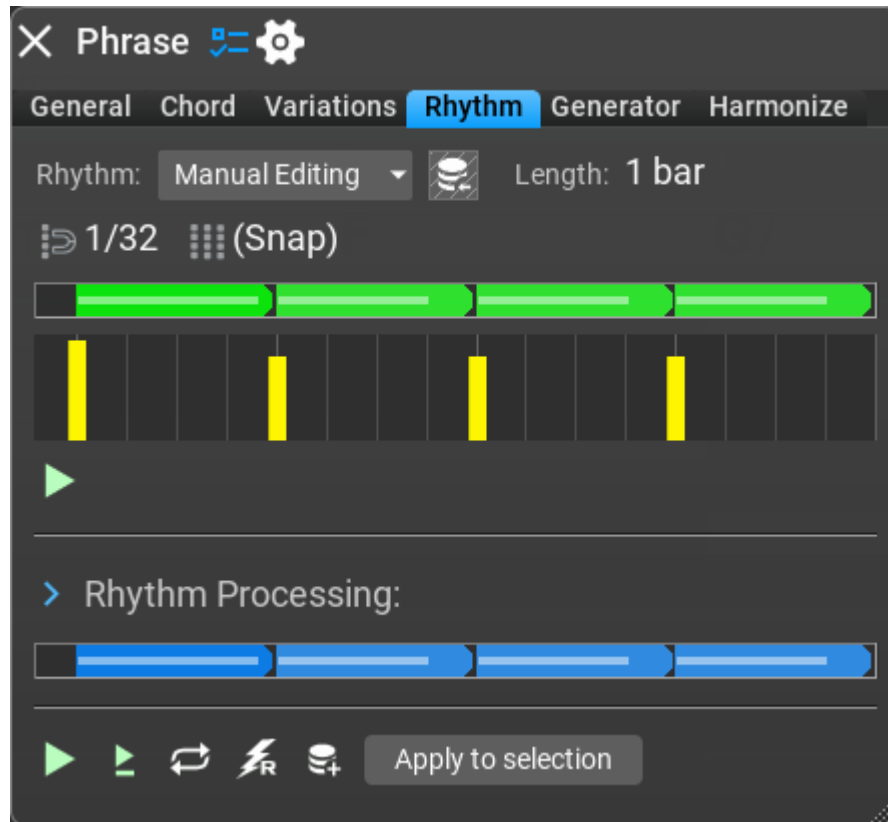 Phrase
General Chord Variations Rhythm Generator Harmonize
Rhythm: Manual Editing Length: 1 bar
1/32 (Snap)
Rhythm Processing:
R Apply to selection